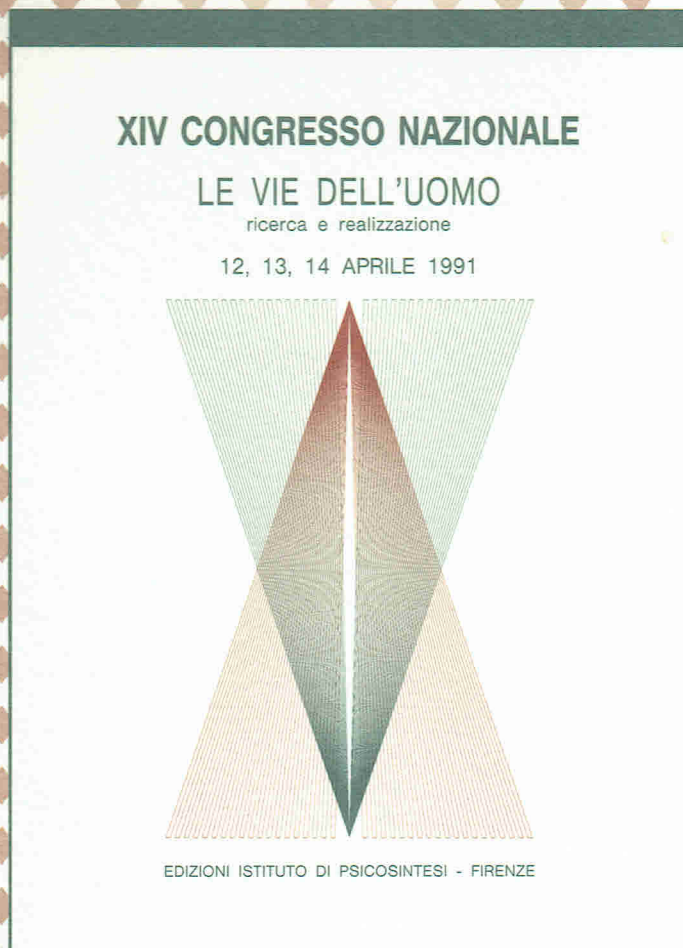 XIV CONGRESSO NAZIONALE
LE VIE DELL'UOMO
ricerca e realizzazione
12, 13, 14 APRILE 1991
EDIZIONI ISTITUTO DI PSICOSINTESI - FIRENZE